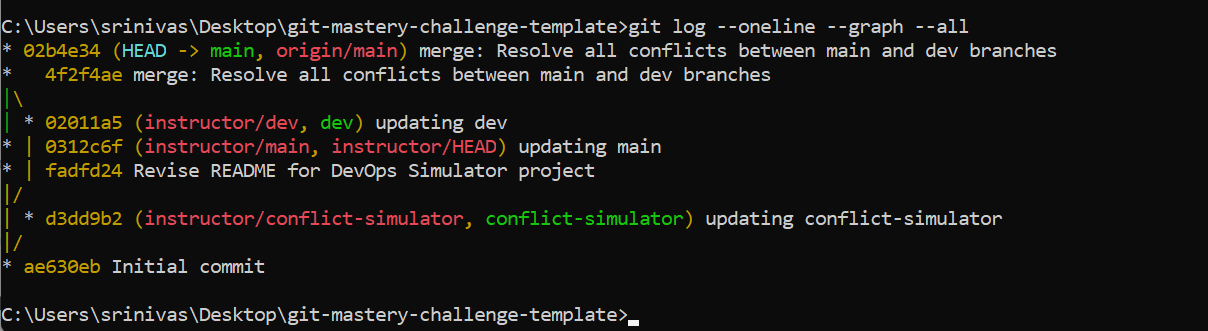 C:\Users\srinivas\Desktop\git-mastery-challenge-template>git log --oneline --graph --all
* 02b4e34 (HEAD -> main, origin/main) merge: Resolve all conflicts between main and dev branches
*   4f2f4ae merge: Resolve all conflicts between main and dev branches
|\
| * 02011a5 (instructor/dev, dev) updating dev
* | 0312c6f (instructor/main, instructor/HEAD) updating main
* | fadfd24 Revise README for DevOps Simulator project
|/
| * d3dd9b2 (instructor/conflict-simulator, conflict-simulator) updating conflict-simulator
|/
* ae630eb Initial commit
C:\Users\srinivas\Desktop\git-mastery-challenge-template>